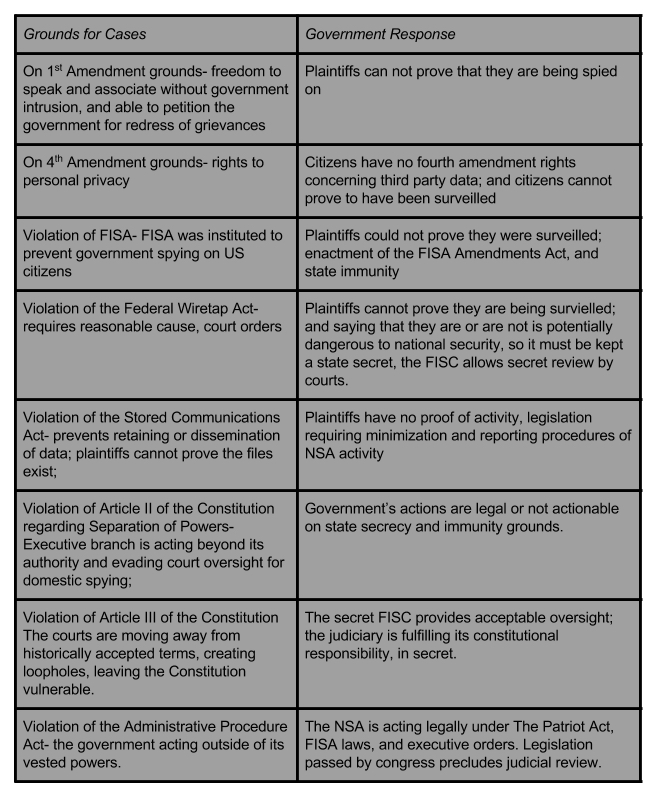 Grounds for Cases
Government Response
On 1st Amendment grounds- freedom to
speak and associate without government
intrusion, and able to petition the
government for redress of grievances
Plaintiffs can not prove that they are being spied
on
On 4th Amendment grounds- rights to
personal privacy
Citizens have no fourth amendment rights
concerning third party data; and citizens cannot
prove to have been surveilled
Violation of FISA- FISA was instituted to
prevent government spying on US
citizens
Plaintiffs could not prove they were surveilled;
enactment of the FISA Amendments Act, and
state immunity
Violation of the Federal Wiretap Act-
requires reasonable cause, court orders
Plaintiffs cannot prove they are being survielled;
and saying that they are or are not is potentially
dangerous to national security, so it must be kept
a state secret, the FISC allows secret review by
courts.
Violation of the Stored Communications
Act- prevents retaining or dissemination
of data; plaintiffs cannot prove the files
exist;
Plaintiffs have no proof of activity, legislation
requiring minimization and reporting procedures of
NSA activity
Violation of Article II of the Constitution
regarding Separation of Powers-
Executive branch is acting beyond its
authority and evading court oversight for
domestic spying;
Government's actions are legal or not actionable
on state secrecy and immunity grounds.
Violation of Article III of the Constitution
The courts are moving away from
historically accepted terms, creating
loopholes, leaving the Constitution
vulnerable.
The secret FISC provides acceptable oversight;
the judiciary is fulfilling its constitutional
responsibility, in secret.
Violation of the Administrative Procedure
Act- the government acting outside of its
vested powers.
The NSA is acting legally under The Patriot Act,
FISA laws, and executive orders. Legislation
passed by congress precludes judicial review.